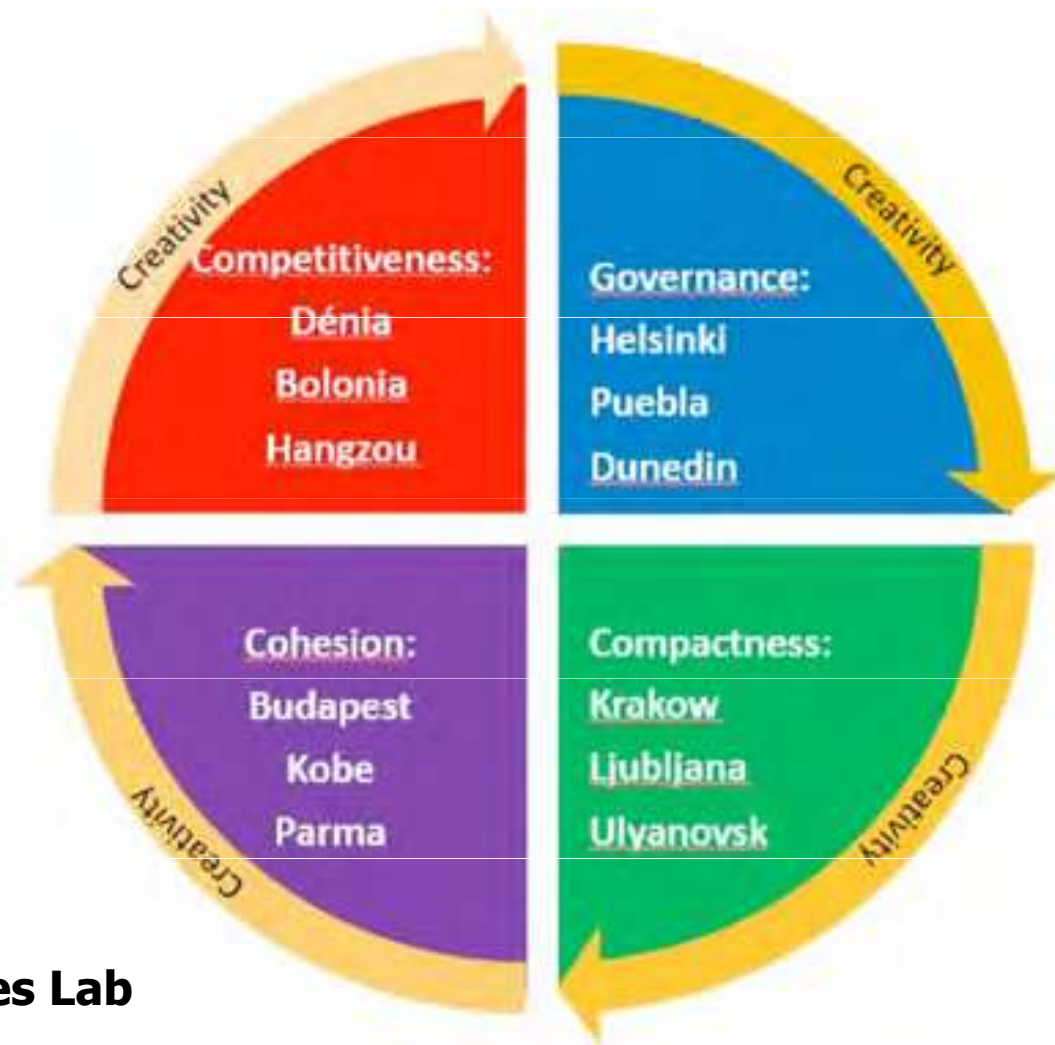 Creativity
Competitiveness:
Dénia
Bolonia
Hangzou
Creativity
Governance:
Helsinki
Puebla
Dunedin
Creativity
Cohesion:
Budapest
Kobe
Parma
Creativity
Compactness:
Krakow
Ljubljana
Ulyanovsk
es Lab